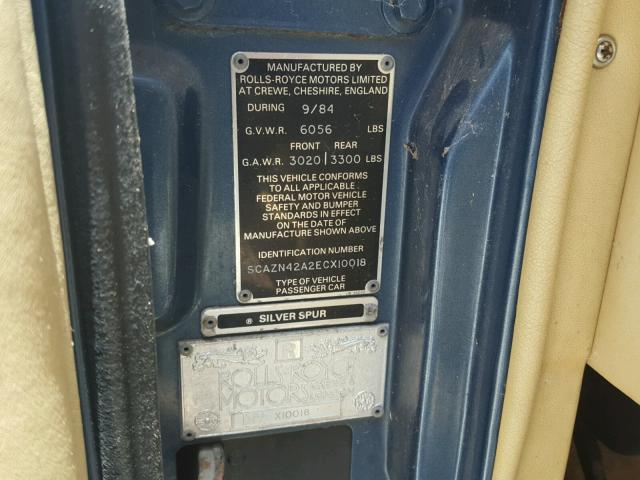 MANUFACTURED BY
ROLLS-ROYCE MOTORS LIMITED
AT CREWE, CHESHIRE, ENGLAND
DURING 9/84
G.V.W.R. 6056 LBS
FRONT REAR
G.A.W.R. 3020 3300 LBS
THIS VEHICLE CONFORMS
TO ALL APPLICABLE
FEDERAL MOTOR VEHICLE
SAFETY AND BUMPER
STANDARDS IN EFFECT
ON THE DATE OF
MANUFACTURE SHOWN ABOVE
IDENTIFICATION NUMBER
SCAZN42A2ECX10018
TYPE OF VEHICLE
PASSENGER CAR
® SILVER SPUR
ROLLS-ROYCE
MOTORS
X10018